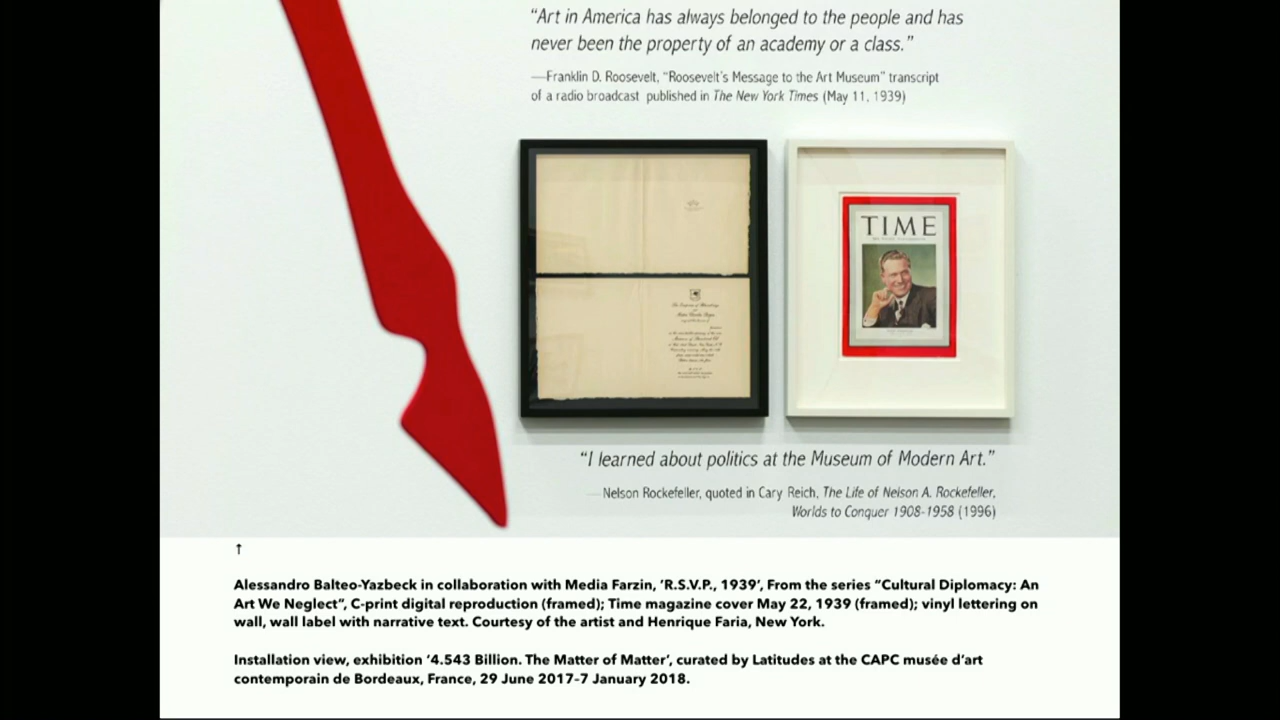 “Art in America has always belonged to the people and has
never been the property of an academy or a class.”
—Franklin D. Roosevelt, “Roosevelt’s Message to the Art Museum” transcript
of a radio broadcast published in The New York Times (May 11, 1939)
TIME
“I learned about politics at the Museum of Modern Art.”
—Nelson Rockefeller, quoted in Cary Reich, The Life of Nelson A. Rockefeller,
Worlds to Conquer 1908-1958 (1996)
↑
Alessandro Balteo-Yazbeck in collaboration with Media Farzin, ’R.S.V.P., 1939’, From the series “Cultural Diplomacy: An
Art We Neglect”, C-print digital reproduction (framed); Time magazine cover May 22, 1939 (framed); vinyl lettering on
wall, wall label with narrative text. Courtesy of the artist and Henrique Faria, New York.
Installation view, exhibition ‘4.543 Billion. The Matter of Matter’, curated by Latitudes at the CAPC musée d’art
contemporain de Bordeaux, France, 29 June 2017–7 January 2018.